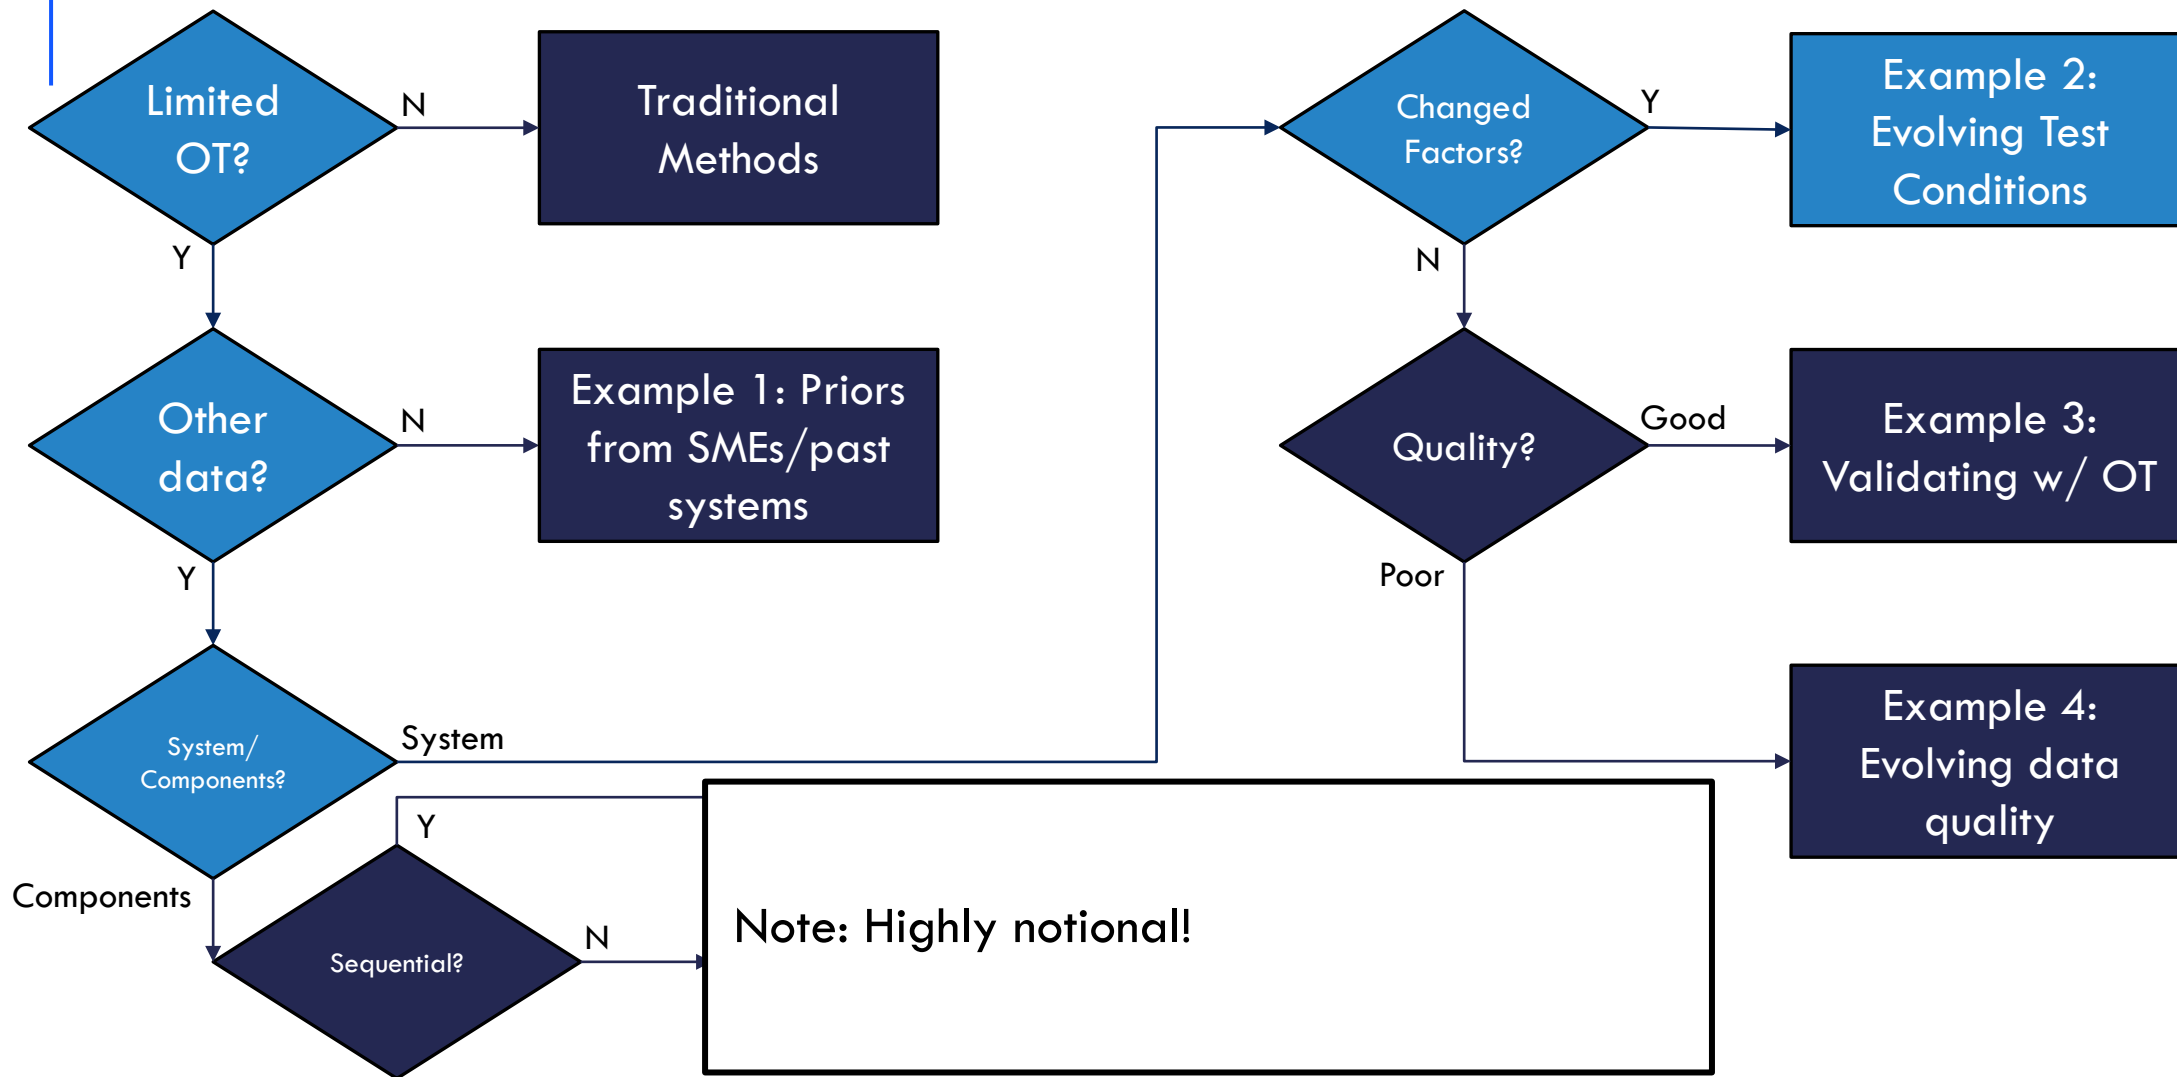 Limited
OT?
N
Traditional
Methods
Y
Other
data?
N
Example 1: Priors
from SMEs/past
systems
Y
System/
Components?
System
Components
Sequential?
Y
N
Note: Highly notional!
Changed
Factors?
Y
Example 2:
Evolving Test
Conditions
N
Quality?
Good
Example 3:
Validating w/ OT
Poor
Example 4:
Evolving data
quality